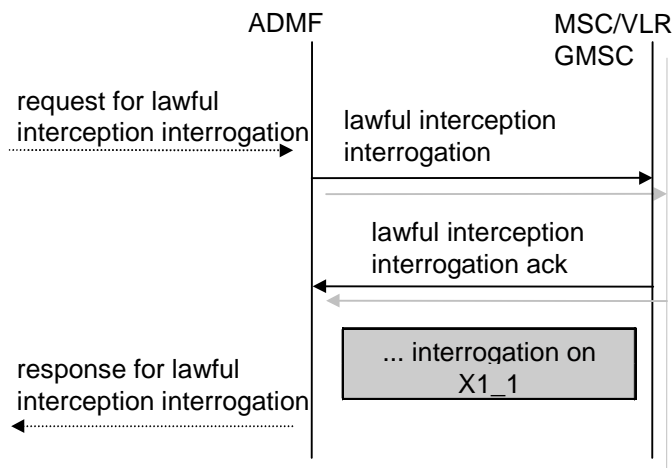 ADMF
MSC/VLR
GMSC
request for lawful
interception interrogation
lawful interception
interrogation
lawful interception
interrogation ack
... interrogation on
X1_1
response for lawful
interception interrogation